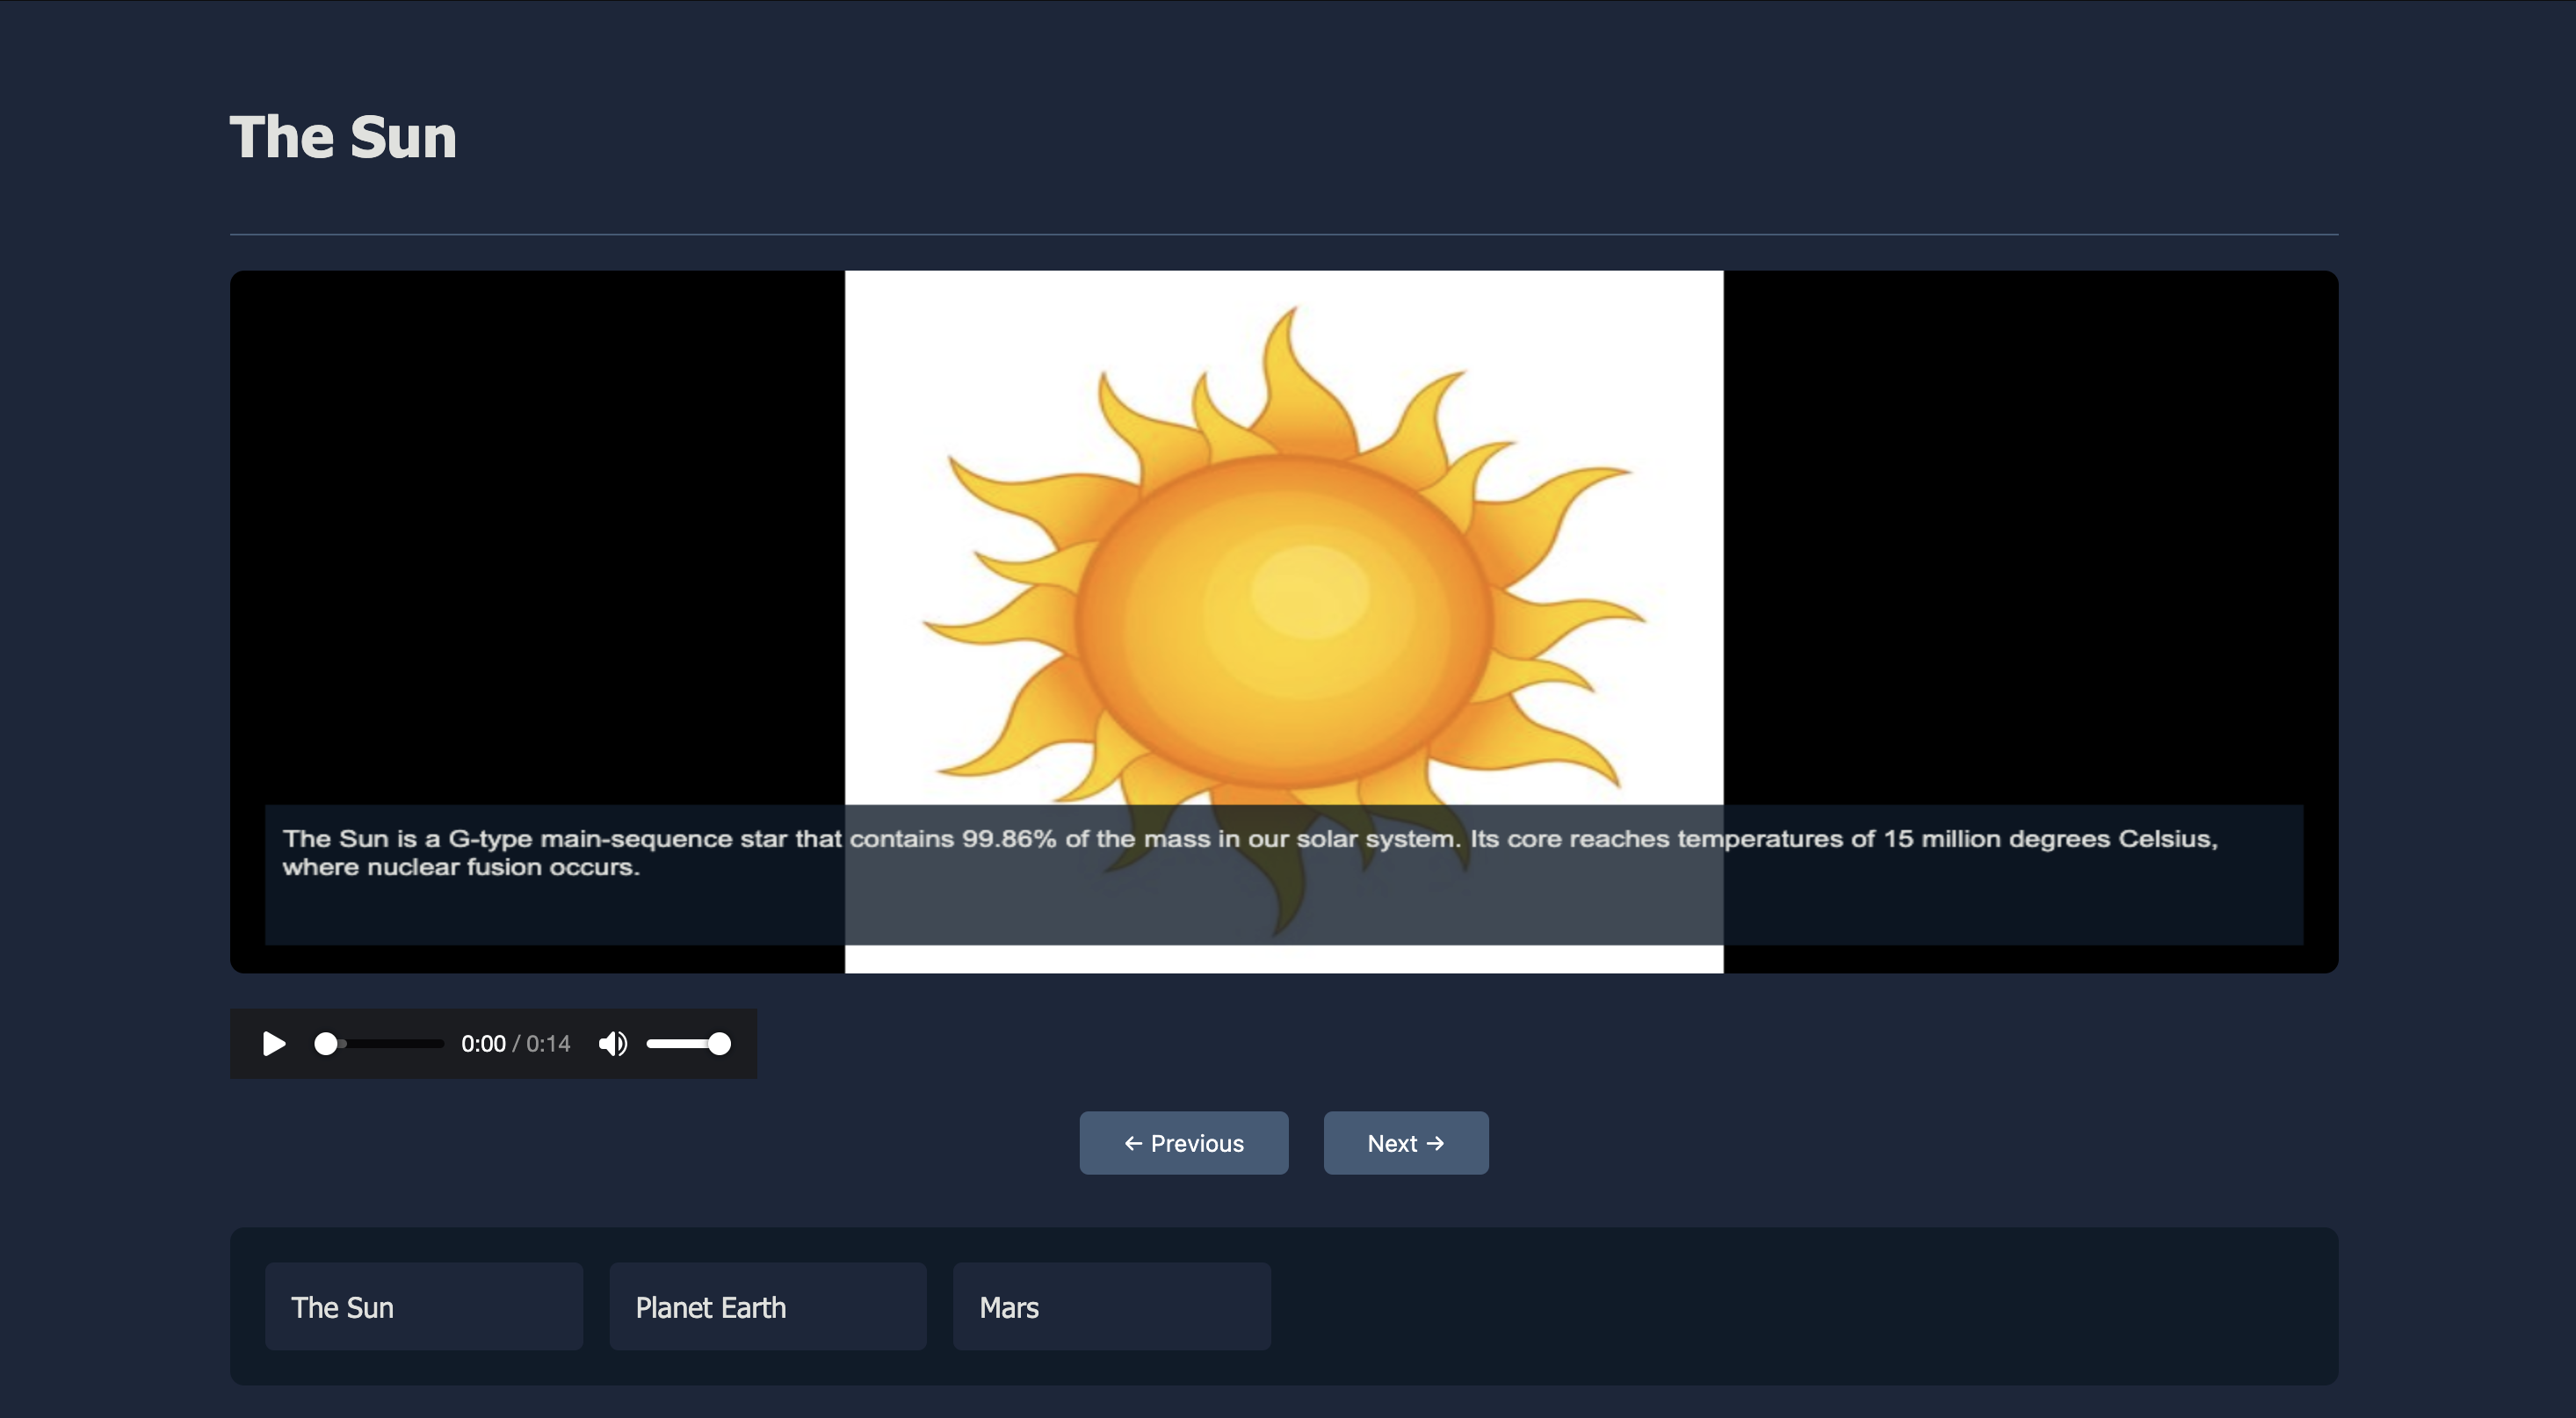 The Sun
The Sun is a G-type main-sequence star that contains 99.86% of the mass in our solar system. Its core reaches temperatures of 15 million degrees Celsius,
where nuclear fusion occurs.
0:00 / 0:14
← Previous
Next →
The Sun
Planet Earth
Mars